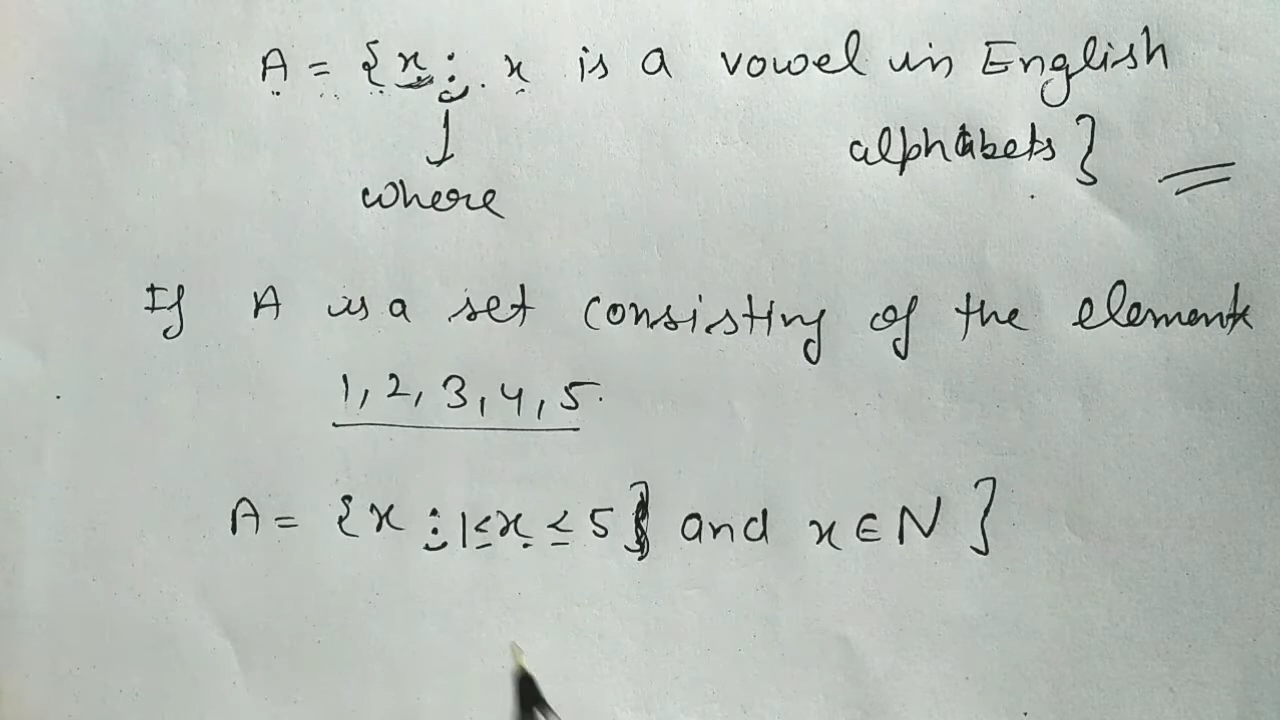 A = {x : x is a vowel in English
alphabets}
where
If A is a set consisting of the elements
1, 2, 3, 4, 5.
A = {x : 1≤x≤5 and x∈N}